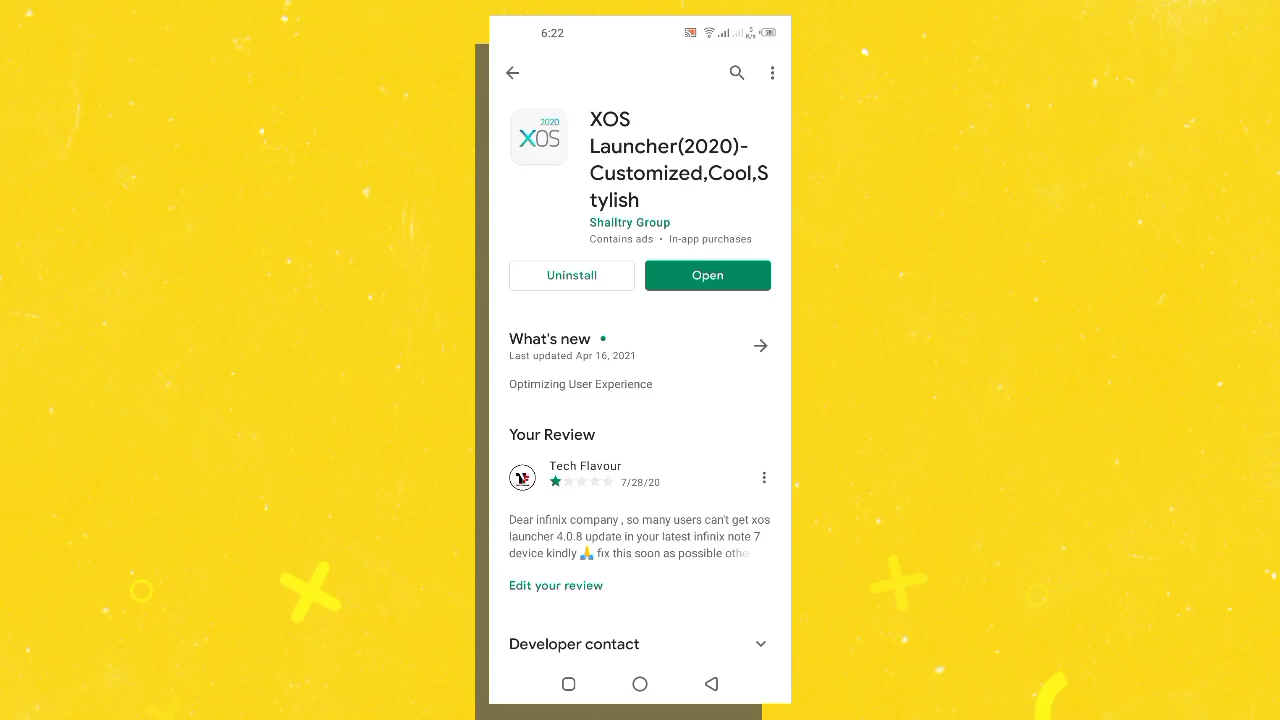 6:22
5
K/s
2020
XOS
XOS
Launcher(2020)-
Customized,Cool,S
tylish
Shalltry Group
Contains ads • In-app purchases
Uninstall
Open
What's new
Last updated Apr 16, 2021
Optimizing User Experience
Your Review
Tech Flavour
7/28/20
Dear infinix company , so many users can't get xos
launcher 4.0.8 update in your latest infinix note 7
device kindly 🙏 fix this soon as possible othe
Edit your review
Developer contact